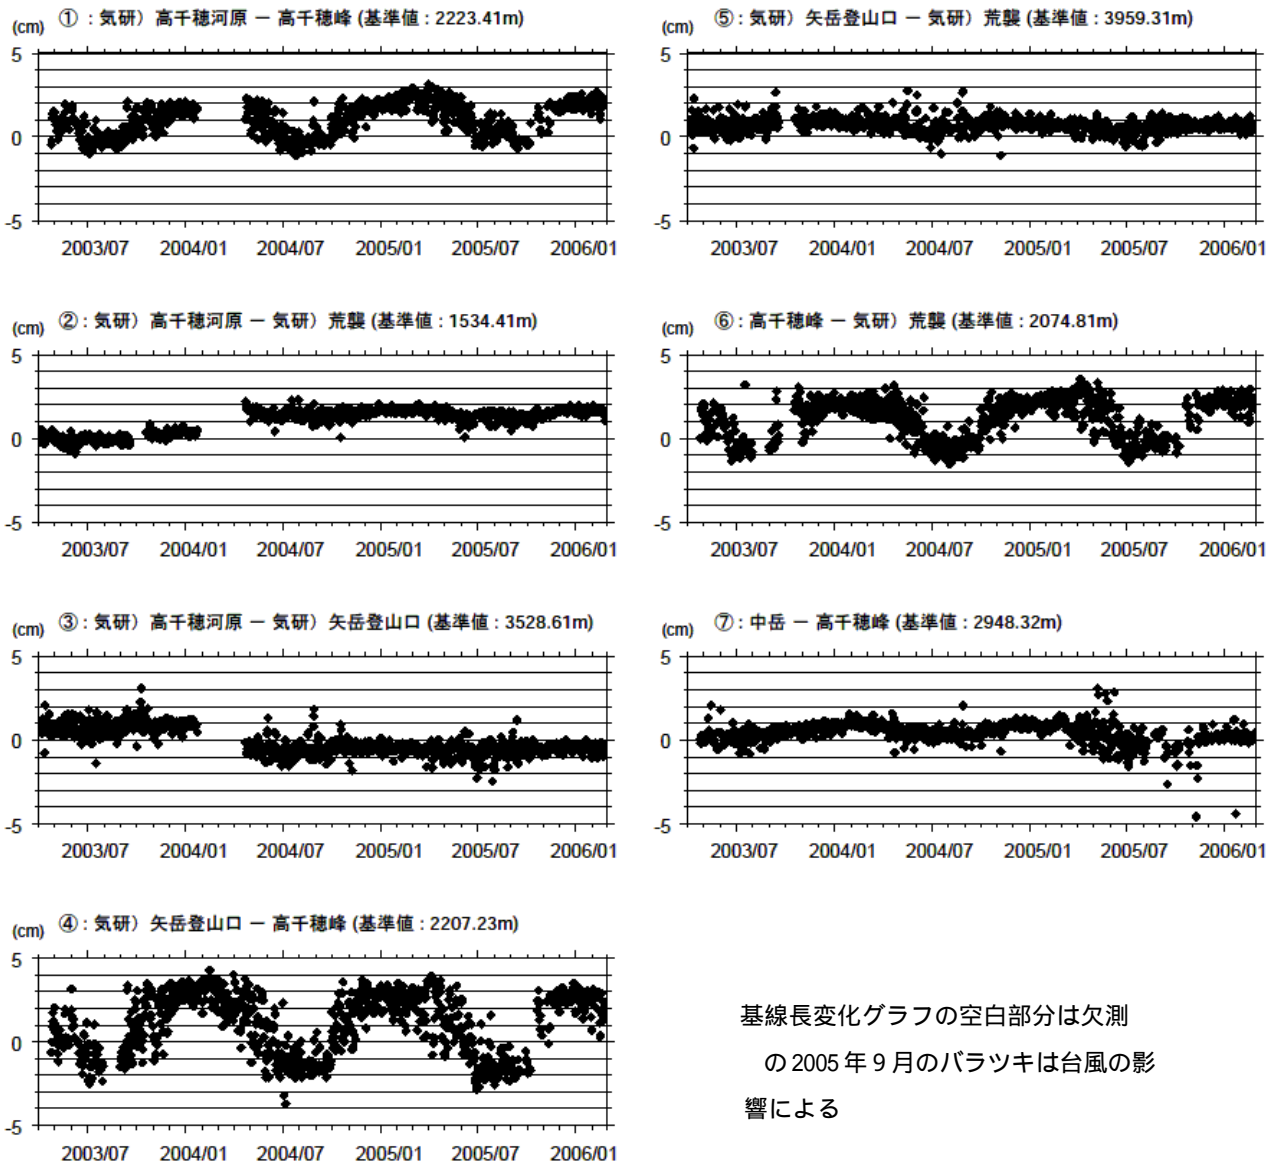 (cm) ①：気研）高千穂河原 － 高千穂峰 (基準値 : 2223.41m)
5
0
-5
2003/07 2004/01 2004/07 2005/01 2005/07 2006/01
(cm) ②：気研）高千穂河原 － 気研）荒襲 (基準値 : 1534.41m)
5
0
-5
2003/07 2004/01 2004/07 2005/01 2005/07 2006/01
(cm) ③：気研）高千穂河原 － 気研）矢岳登山口 (基準値 : 3528.61m)
5
0
-5
2003/07 2004/01 2004/07 2005/01 2005/07 2006/01
(cm) ④：気研）矢岳登山口 － 高千穂峰 (基準値 : 2207.23m)
5
0
-5
2003/07 2004/01 2004/07 2005/01 2005/07 2006/01
(cm) ⑤：気研）矢岳登山口 － 気研）荒襲 (基準値 : 3959.31m)
5
0
-5
2003/07 2004/01 2004/07 2005/01 2005/07 2006/01
(cm) ⑥：高千穂峰 － 気研）荒襲 (基準値 : 2074.81m)
5
0
-5
2003/07 2004/01 2004/07 2005/01 2005/07 2006/01
(cm) ⑦：中岳 － 高千穂峰 (基準値 : 2948.32m)
5
0
-5
2003/07 2004/01 2004/07 2005/01 2005/07 2006/01
基線長変化グラフの空白部分は欠測
の 2005 年 9 月のバラツキは台風の影
響による